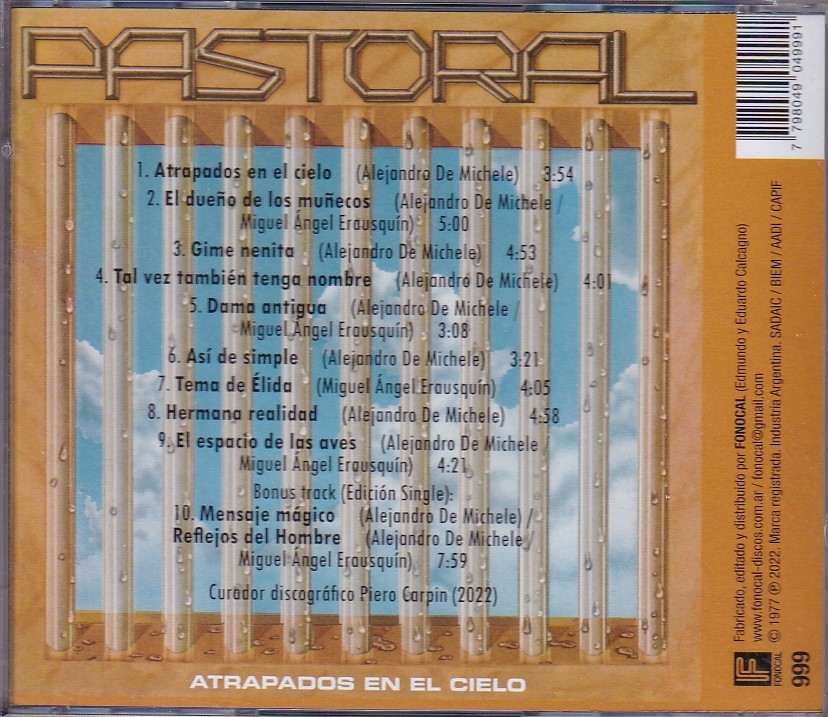 PASTORAL
1. Atrapados en el cielo (Alejandro De Michele) 3:54
2. El dueño de los muñecos (Alejandro De Michele /
Miguel Ángel Erausquín) 5:00
3. Gime nenita (Alejandro De Michele) 4:53
4. Tal vez también tenga nombre (Alejandro De Michele) 4:01
5. Dama antigua (Alejandro De Michele /
Miguel Ángel Erausquín) 3:08
6. Así de simple (Alejandro De Michele) 3:21
7. Tema de Élida (Miguel Ángel Erausquín) 4:05
8. Hermana realidad (Alejandro De Michele) 4:58
9. El espacio de las aves (Alejandro De Michele /
Miguel Ángel Erausquín) 4:21
Bonus track (Edición Single):
10. Mensaje mágico (Alejandro De Michele) /
Reflejos del Hombre (Alejandro De Michele /
Miguel Ángel Erausquín) 7:59
Curador discográfico Piero Carpin (2022)
ATRAPADOS EN EL CIELO
7 798049 049991
Fabricado, editado y distribuido por FONOCAL (Edmundo y Eduardo Calcagno)
www.fonocal-discos.com.ar / fonocal@gmail.com
© 1977 ℗ 2022. Marca registrada. Industria Argentina. SADAIC / BIEM / AADI / CAPIF
FONOCAL
999